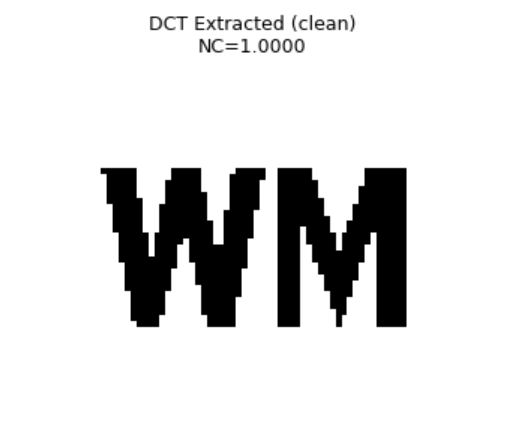 DCT Extracted (clean)
NC=1.0000
WM